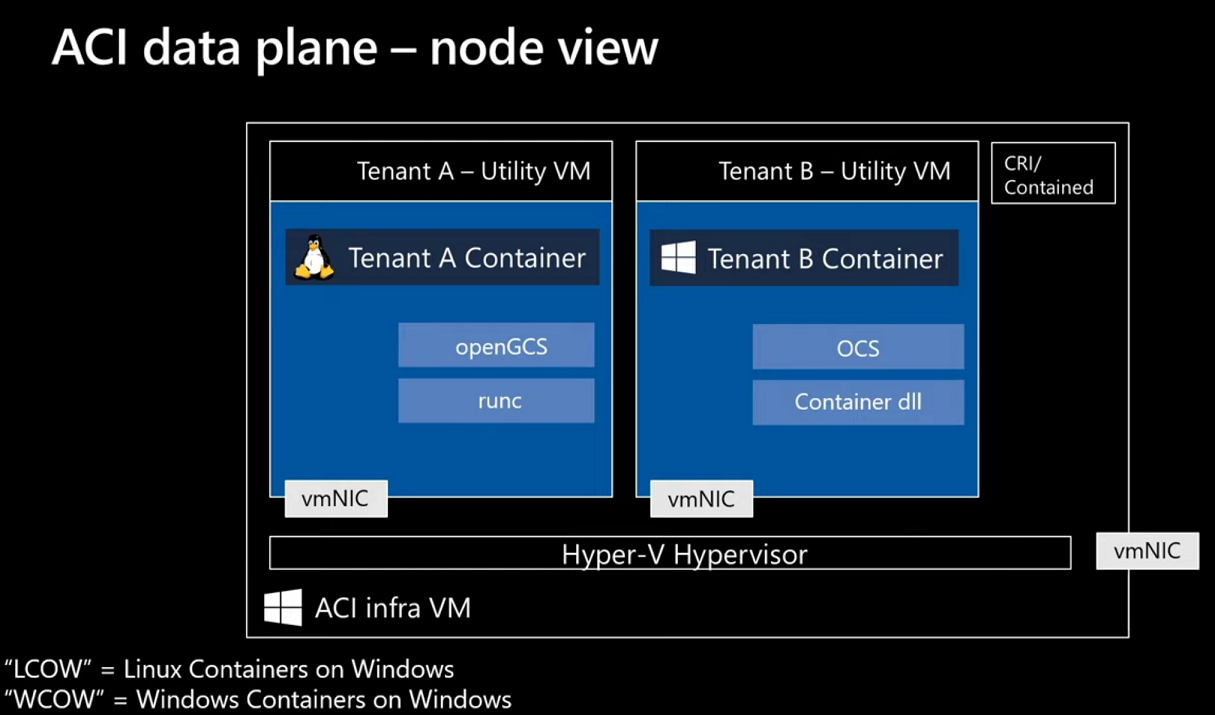 ACI data plane – node view
Tenant A – Utility VM
Tenant B – Utility VM
CRI/
Contained
Tenant A Container
Tenant B Container
openGCS
OCS
runc
Container dll
vmNIC
vmNIC
Hyper-V Hypervisor
vmNIC
ACI infra VM
“LCOW” = Linux Containers on Windows
“WCOW” = Windows Containers on Windows